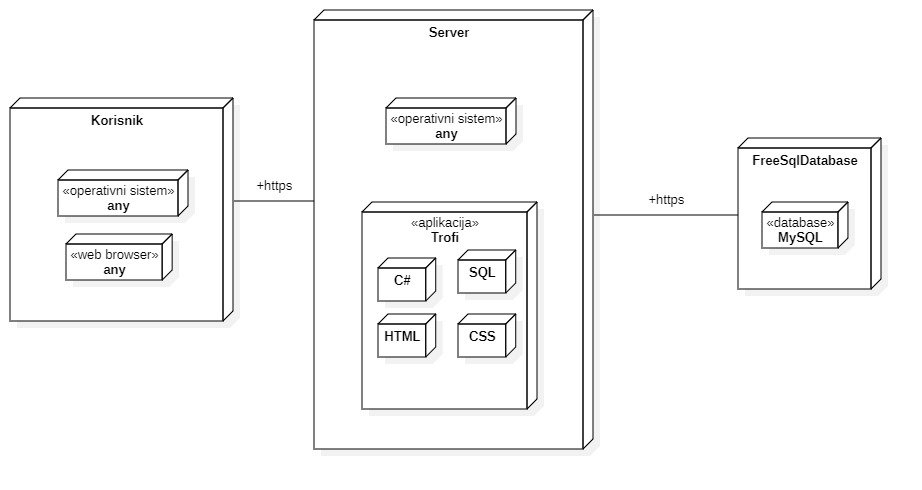 Korisnik
«operativni sistem»
any
«web browser»
any
+https
Server
«operativni sistem»
any
«aplikacija»
Trofi
C#
SQL
HTML
CSS
+https
FreeSqlDatabase
«database»
MySQL